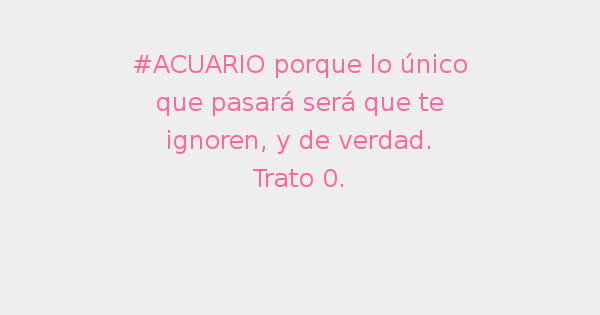 #ACUARIO porque lo único
que pasará será que te
ignoren, y de verdad.
Trato 0.